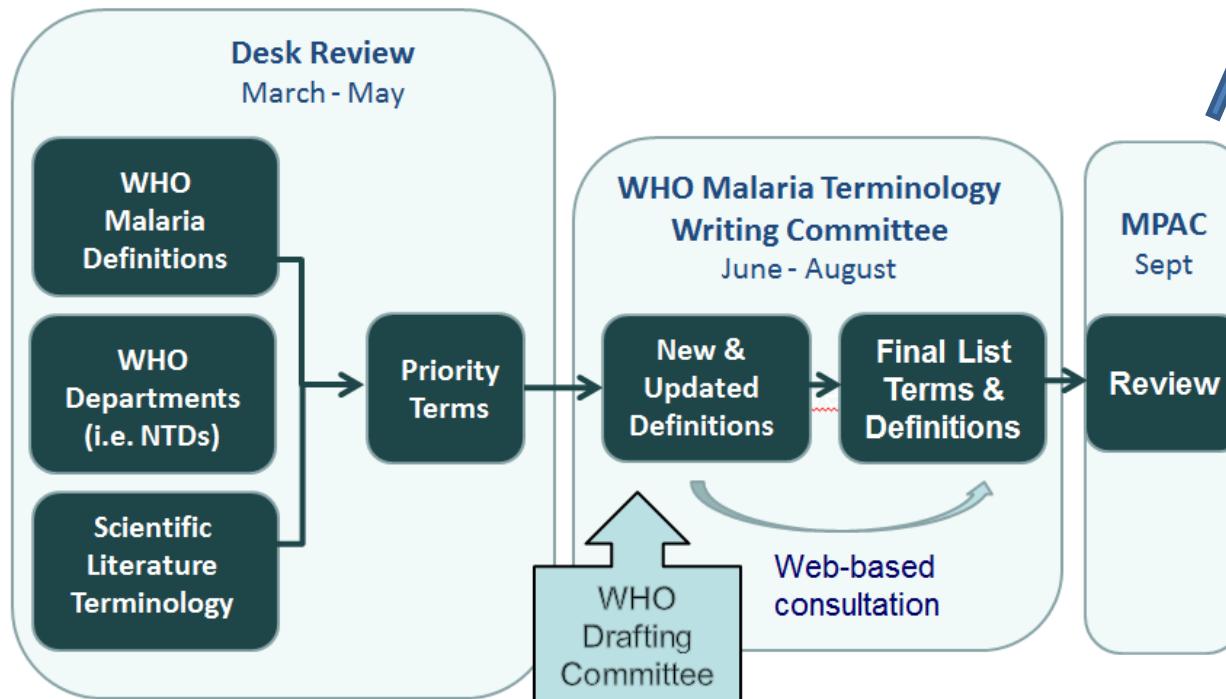 Desk Review
March - May
WHO
Malaria
Definitions
WHO
Departments
(i.e. NTDs)
Scientific
Literature
Terminology
Priority
Terms
WHO Malaria Terminology
Writing Committee
June - August
New &
Updated
Definitions
Final List
Terms &
Definitions
Web-based
consultation
WHO
Drafting
Committee
MPAC
Sept
Review